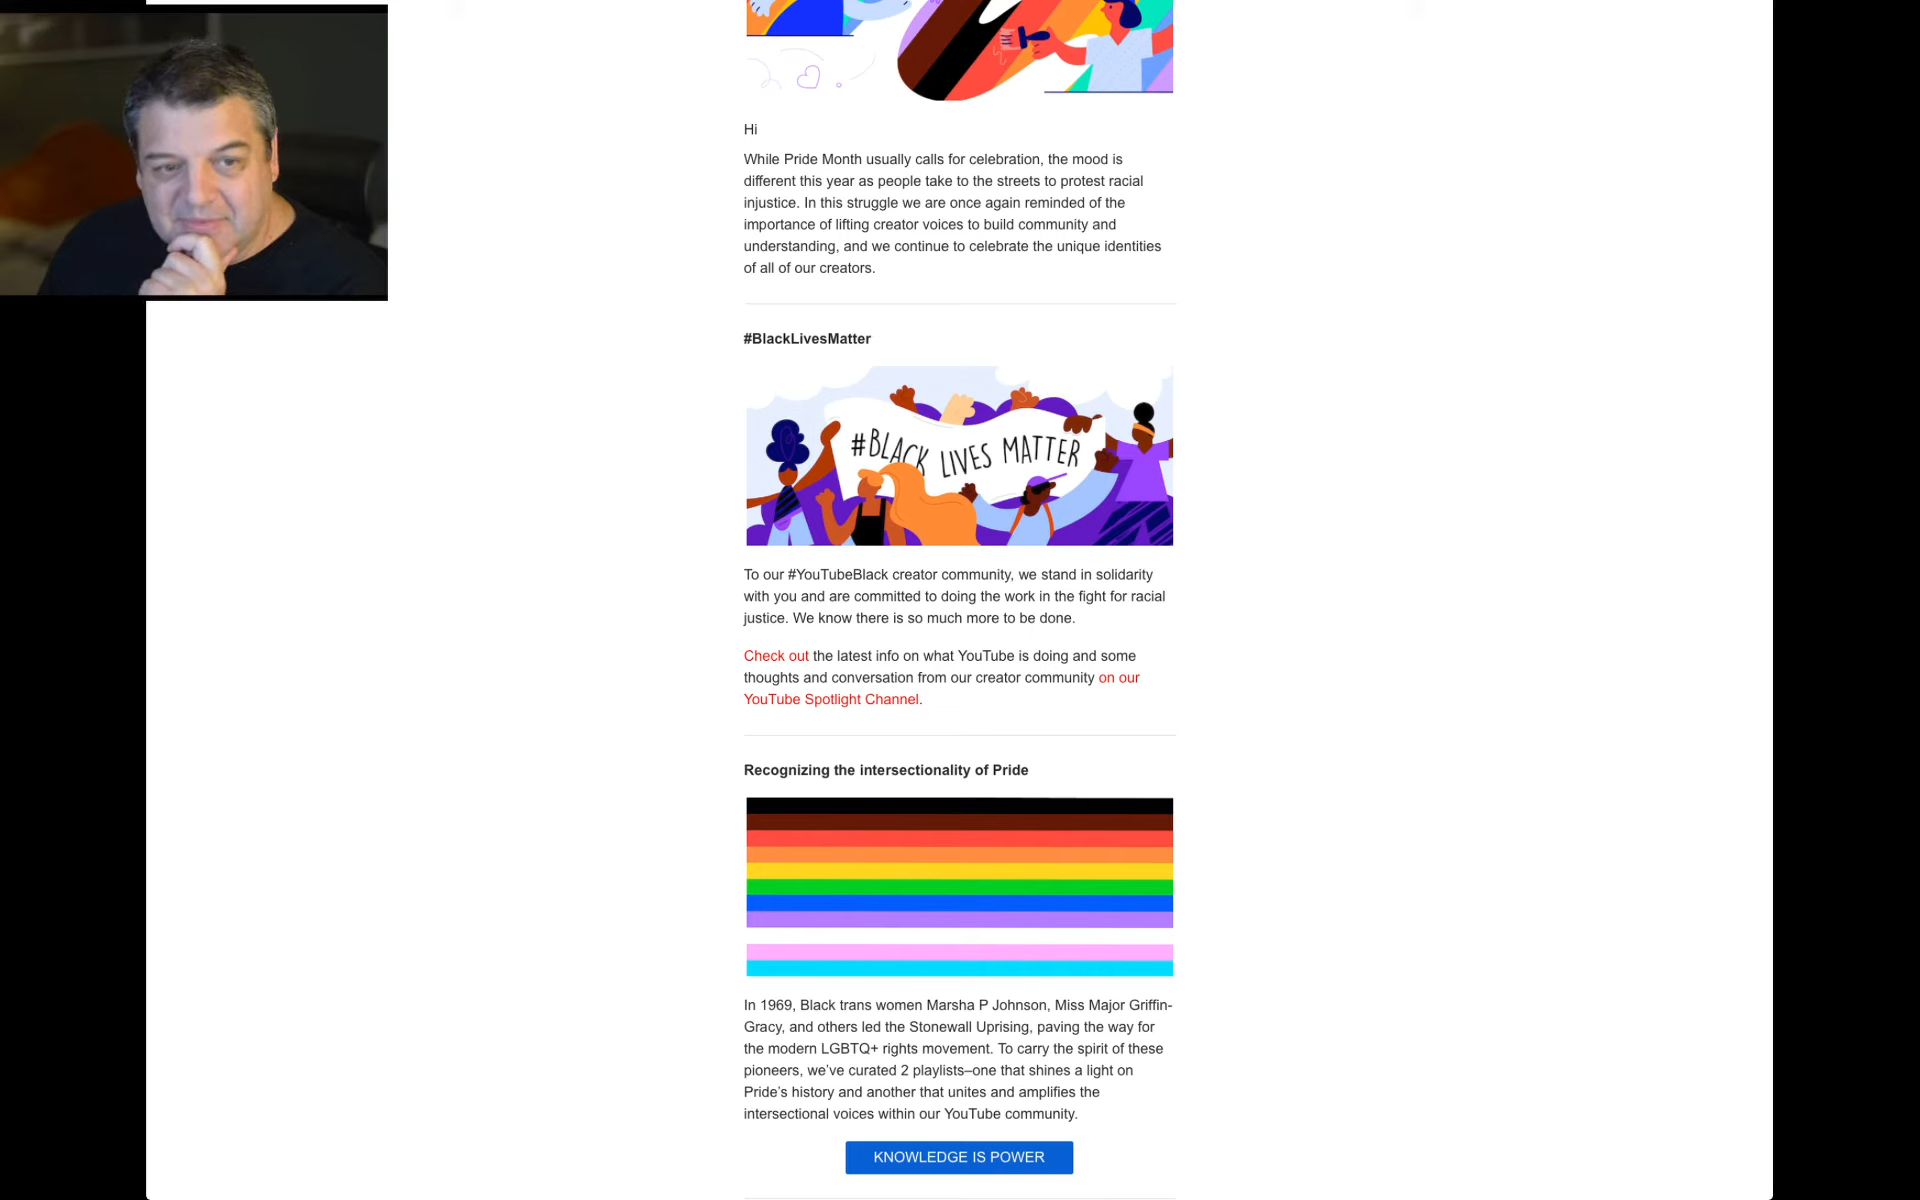 Hi
While Pride Month usually calls for celebration, the mood is
different this year as people take to the streets to protest racial
injustice. In this struggle we are once again reminded of the
importance of lifting creator voices to build community and
understanding, and we continue to celebrate the unique identities
of all of our creators.
#BlackLivesMatter
#BLACK LIVES MATTER
To our #YouTubeBlack creator community, we stand in solidarity
with you and are committed to doing the work in the fight for racial
justice. We know there is so much more to be done.
Check out the latest info on what YouTube is doing and some
thoughts and conversation from our creator community on our
YouTube Spotlight Channel.
Recognizing the intersectionality of Pride
In 1969, Black trans women Marsha P Johnson, Miss Major Griffin-
Gracy, and others led the Stonewall Uprising, paving the way for
the modern LGBTQ+ rights movement. To carry the spirit of these
pioneers, we’ve curated 2 playlists–one that shines a light on
Pride’s history and another that unites and amplifies the
intersectional voices within our YouTube community.
KNOWLEDGE IS POWER